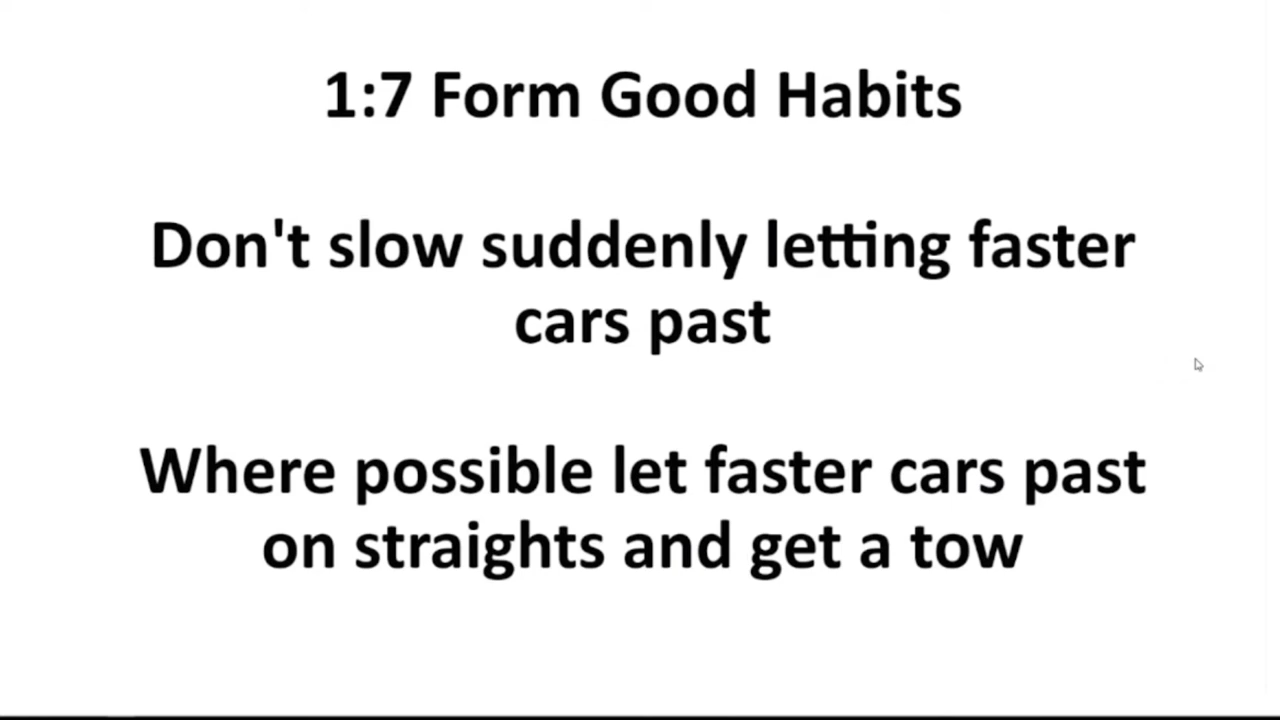 1:7 Form Good Habits
Don't slow suddenly letting faster
cars past
Where possible let faster cars past
on straights and get a tow